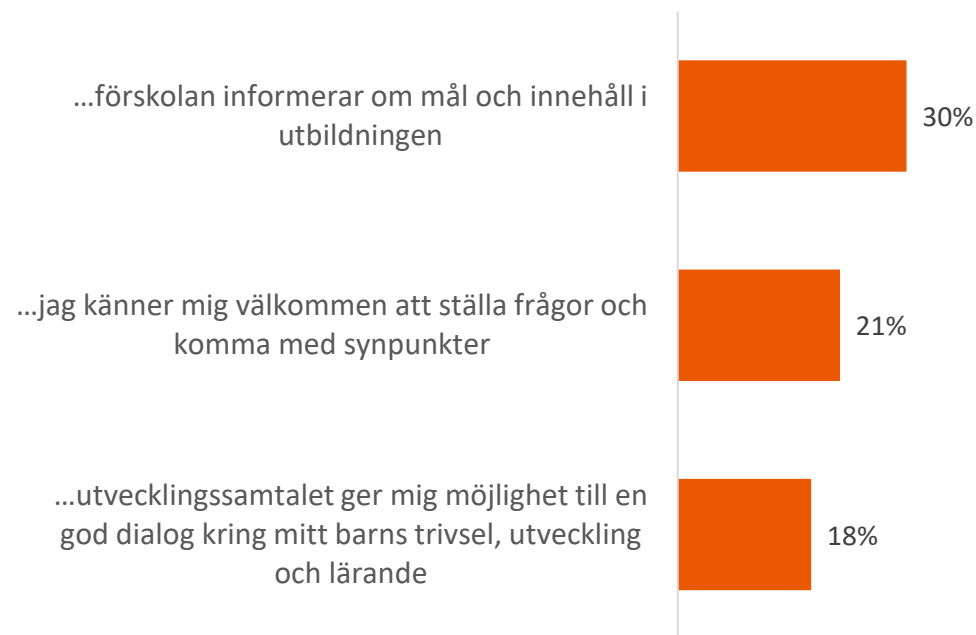 ...förskolan informerar om mål och innehåll i
utbildningen
30%
...jag känner mig välkommen att ställa frågor och
komma med synpunkter
21%
...utvecklingssamtalet ger mig möjlighet till en
god dialog kring mitt barns trivsel, utveckling
och lärande
18%